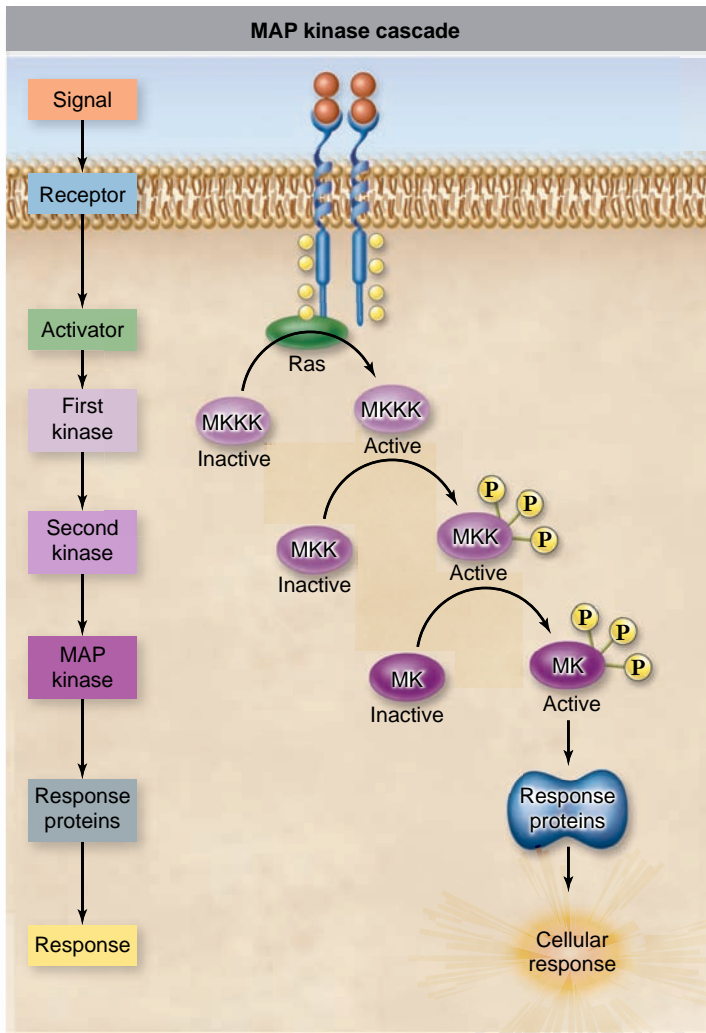 MAP kinase cascade
Signal
Receptor
Activator
First
kinase
Second
kinase
MAP
kinase
Response
proteins
Response
Ras
MKKK
Inactive
MKKK
Active
MKK
Inactive
P
P
P
MKK
Active
MK
Inactive
P
P
P
MK
Active
Response
proteins
Cellular
response